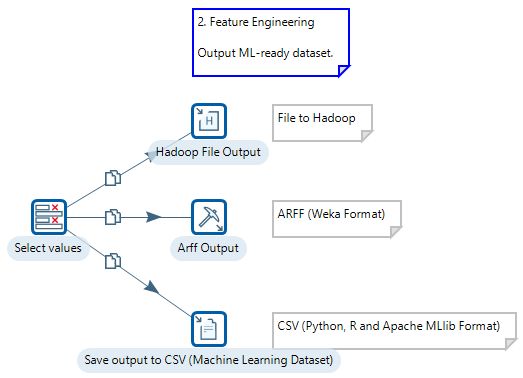 2. Feature Engineering
Output ML-ready dataset.
H
File to Hadoop
Hadoop File Output
ARFF (Weka Format)
Select values
Arff Output
CSV (Python, R and Apache MLlib Format)
Save output to CSV (Machine Learning Dataset)